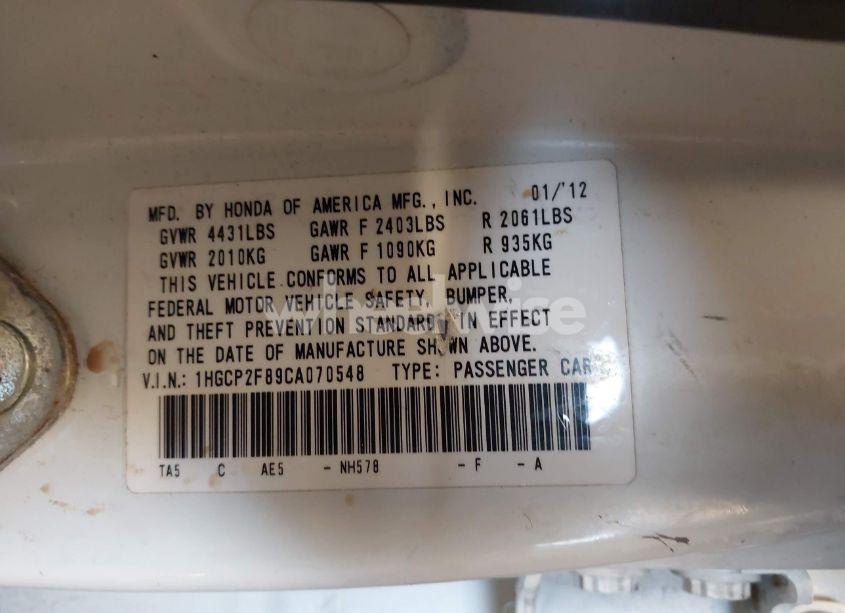 MFD. BY HONDA OF AMERICA MFG., INC. 01/'12
GVWR 4431LBS GAWR F 2403LBS R 2061LBS
GVWR 2010KG GAWR F 1090KG R 935KG
THIS VEHICLE CONFORMS TO ALL APPLICABLE
FEDERAL MOTOR VEHICLE SAFETY, BUMPER,
AND THEFT PREVENTION STANDARDS IN EFFECT
ON THE DATE OF MANUFACTURE SHOWN ABOVE.
V.I.N.: 1HGCP2F89CA070548 TYPE: PASSENGER CAR
TA5 C AE5 - NH578 - F - A
wheelwise